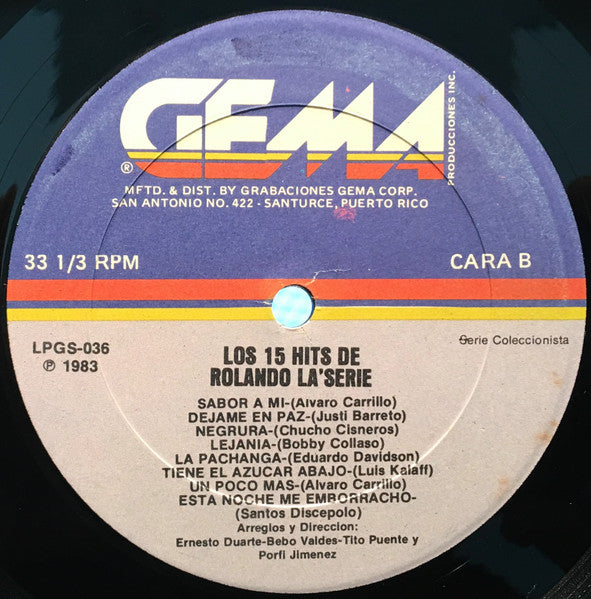 GEMA
PRODUCCIONES INC.
®
MFTD. & DIST. BY GRABACIONES GEMA CORP.
SAN ANTONIO NO. 422 - SANTURCE, PUERTO RICO
33 1/3 RPM
CARA B
Serie Coleccionista
LPGS-036
℗ 1983
LOS 15 HITS DE
ROLANDO LA'SERIE
SABOR A MI-(Alvaro Carrillo)
DEJAME EN PAZ-(Justi Barreto)
NEGRURA-(Chucho Cisneros)
LEJANIA-(Bobby Collaso)
LA PACHANGA-(Eduardo Davidson)
TIENE EL AZUCAR ABAJO-(Luis Kalaff)
UN POCO MAS-(Alvaro Carrillo)
ESTA NOCHE ME EMBORRACHO-
(Santos Discepolo)
Arreglos y Direccion:
Ernesto Duarte-Bebo Valdes-Tito Puente y
Porfi Jimenez